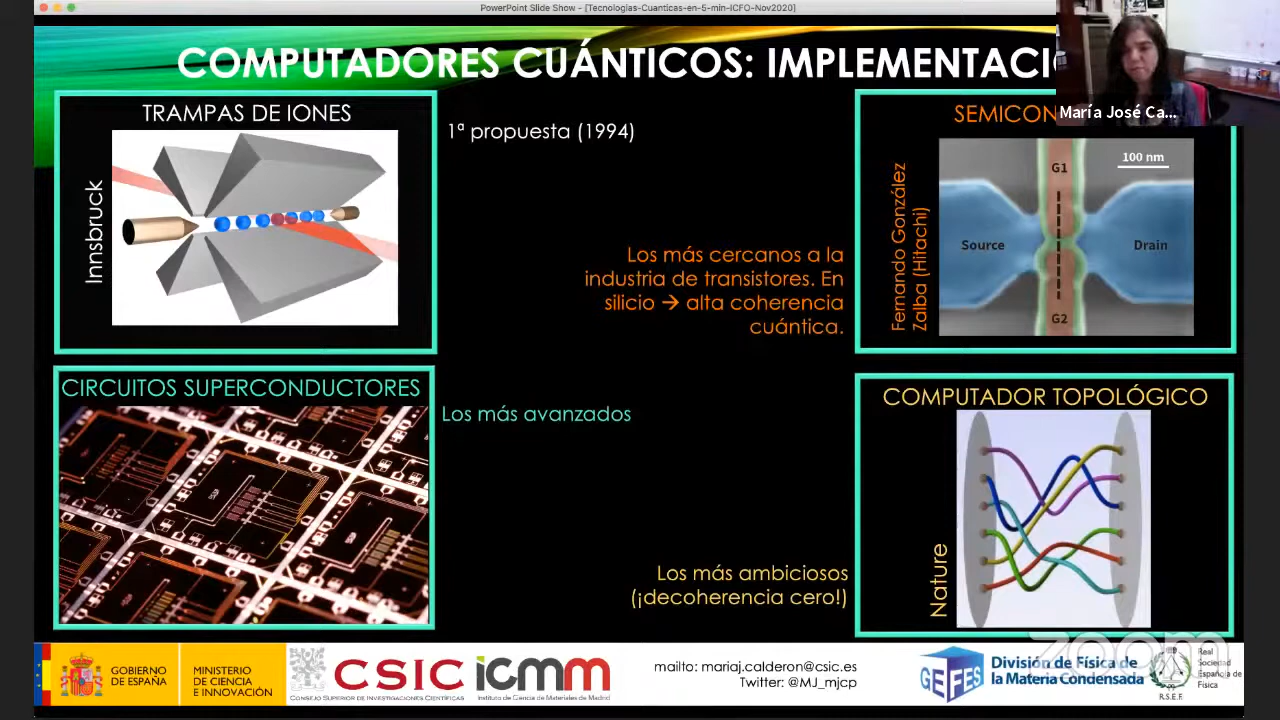 PowerPoint Slide Show - [Tecnologias-Cuanticas-en-5-min-ICFO-Nov2020]
COMPUTADORES CUÁNTICOS: IMPLEMENTACIO
María José Ca...
TRAMPAS DE IONES
Innsbruck
1ª propuesta (1994)
SEMICON
Fernando González
Zalba (Hitachi)
100 nm
G1
Source
Drain
G2
Los más cercanos a la
industria de transistores. En
silicio → alta coherencia
cuántica.
CIRCUITOS SUPERCONDUCTORES
Los más avanzados
COMPUTADOR TOPOLÓGICO
Nature
Los más ambiciosos
(¡decoherencia cero!)
GOBIERNO
DE ESPAÑA
MINISTERIO
DE CIENCIA
E INNOVACIÓN
CSIC
CONSEJO SUPERIOR DE INVESTIGACIONES CIENTÍFICAS
icmm
Instituto de Ciencia de Materiales de Madrid
mailto: mariaj.calderon@csic.es
Twitter: @MJ_mjcp
GEFES
División de Física de
la Materia Condensada
R.S.E.F.
Real
Sociedad
Española de
Física
zoom